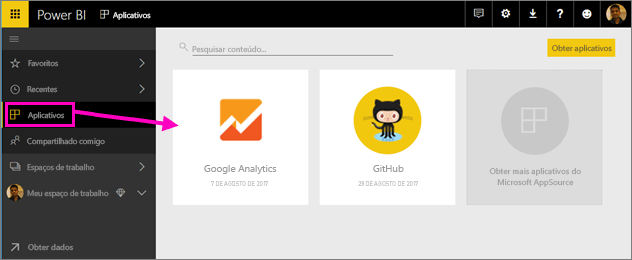 Power BI
Aplicativos
?
Pesquisar conteúdo...
Obter aplicativos
Favoritos
Recentes
Aplicativos
Compartilhado comigo
Espaços de trabalho
Meu espaço de trabalho
Obter dados
Google Analytics
7 DE AGOSTO DE 2017
GitHub
29 DE AGOSTO DE 2017
Obter mais aplicativos do
Microsoft AppSource